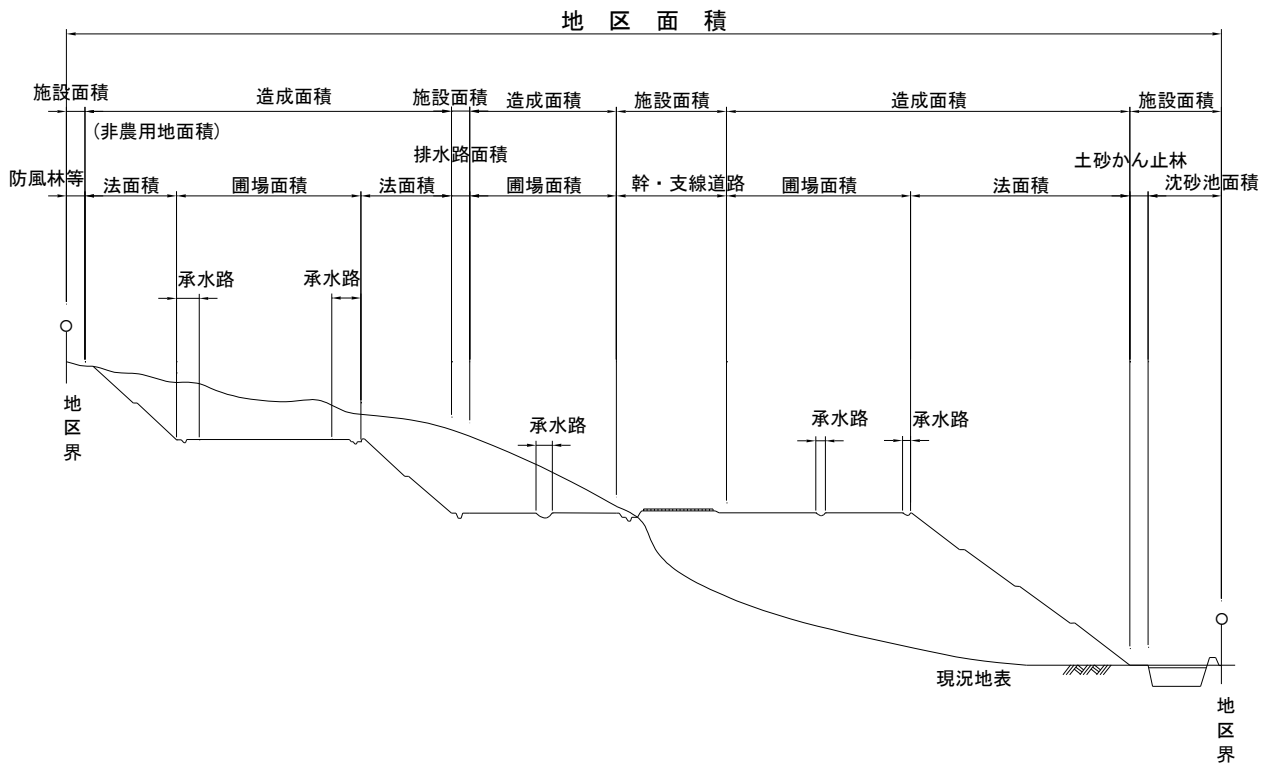 地区面積
施設面積
造成面積
施設面積
造成面積
施設面積
造成面積
施設面積
(非農用地面積)
排水路面積
土砂かん止林
防風林等
法面積
圃場面積
法面積
圃場面積
幹・支線道路
圃場面積
法面積
沈砂池面積
承水路
承水路
承水路
承水路
承水路
地区界
現況地表
地区界